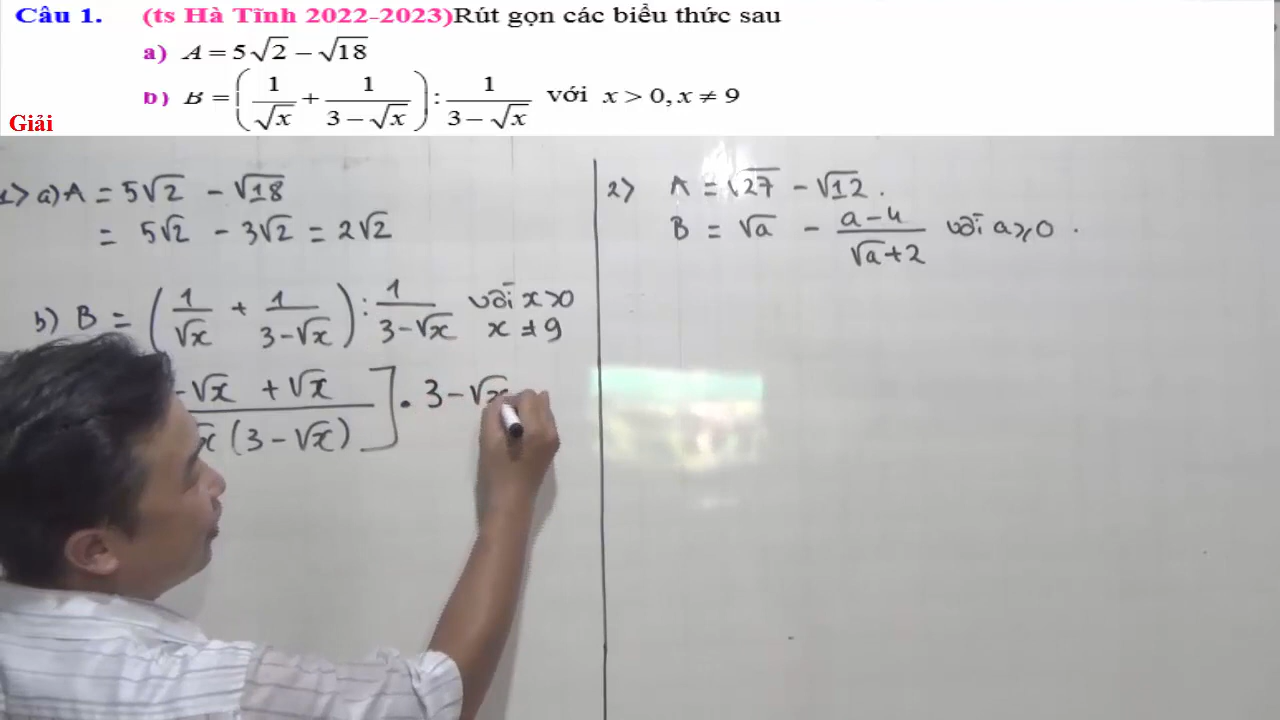 Câu 1. (ts Hà Tĩnh 2022-2023)Rút gọn các biểu thức sau
a) A = 5√2 − √18
b) B = (1/√x + 1/(3 − √x)) : 1/(3 − √x) với x > 0, x ≠ 9
Giải
1> a) A = 5√2 − √18
= 5√2 − 3√2 = 2√2
b) B = (1/√x + 1/(3 − √x)) : 1/(3 − √x) với x>0
x ≠ 9
− √x + √x / x (3 − √x) ] . 3 − √x
2> A = √27 − √12 .
B = √a − (a − 4)/(√a + 2) với a ≥ 0 .